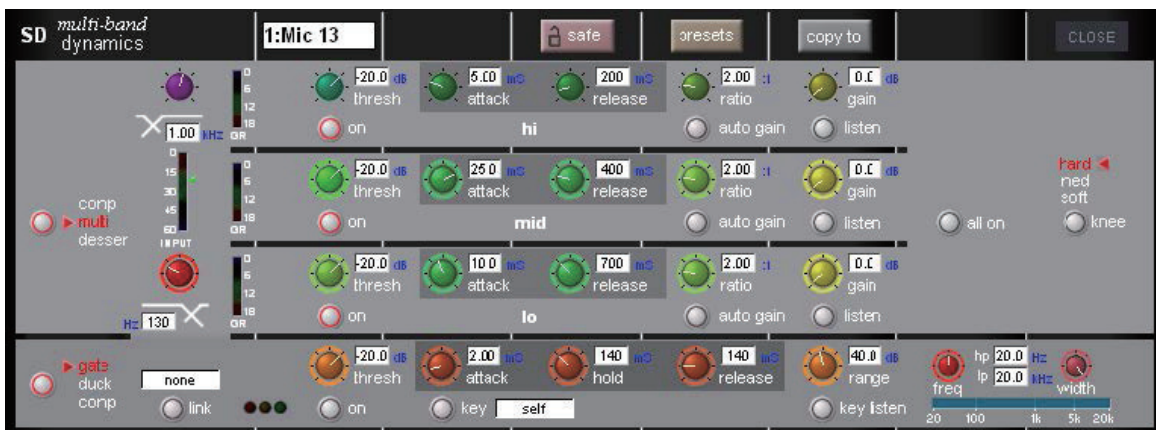 SD multi-band dynamics 1:Mic 13 safe presets copy to CLOSE
-20.0 dB thresh 5.00 mS attack 200 mS release 2.00 :1 ratio 0.0 dB gain
0 6 12 18 GR
1.00 kHz
on hi auto gain listen
0 15 30 45 60 INPUT
-20.0 dB thresh 25.0 mS attack 400 mS release 2.00 :1 ratio 0.0 dB gain
0 6 12 18 GR
on mid auto gain listen
comp
multi
desser
all on
hard
med
soft
knee
-20.0 dB thresh 10.0 mS attack 700 mS release 2.00 :1 ratio 0.0 dB gain
0 6 12 18 GR
Hz 130
on lo auto gain listen
gate
duck
comp
none
link
-20.0 dB thresh 2.00 mS attack 140 mS hold 140 mS release 40.0 dB range
on key self key listen
freq hp 20.0 Hz
lp 20.0 kHz width
20 100 1k 5k 20k